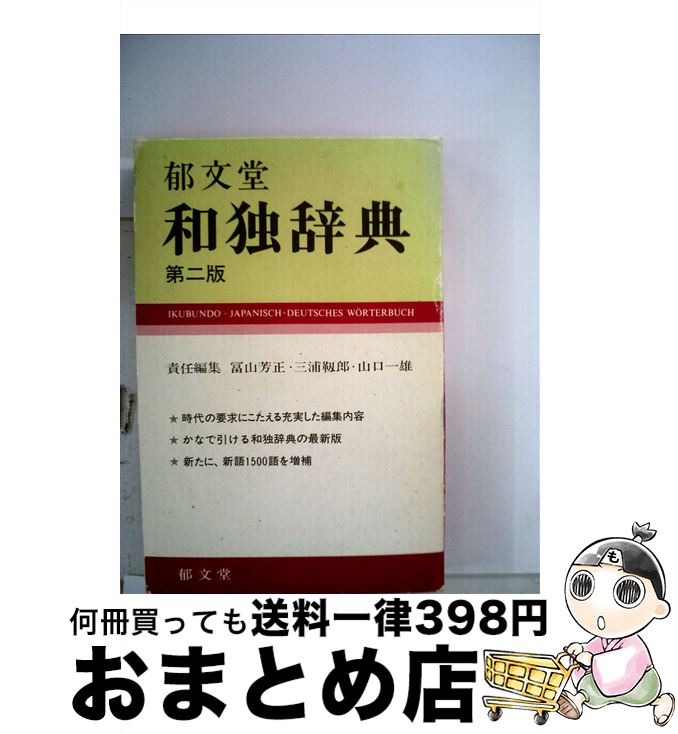 郁文堂
和独辞典
第二版
IKUBUNDO · JAPANISCH-DEUTSCHES WÖRTERBUCH
責任編集 冨山芳正·三浦靱郎·山口一雄
★ 時代の要求にこたえる充実した編集内容
★ かなで引ける和独辞典の最新版
★ 新たに、新語1500語を増補
郁文堂
何冊買っても送料一律398円
おまとめ店
も